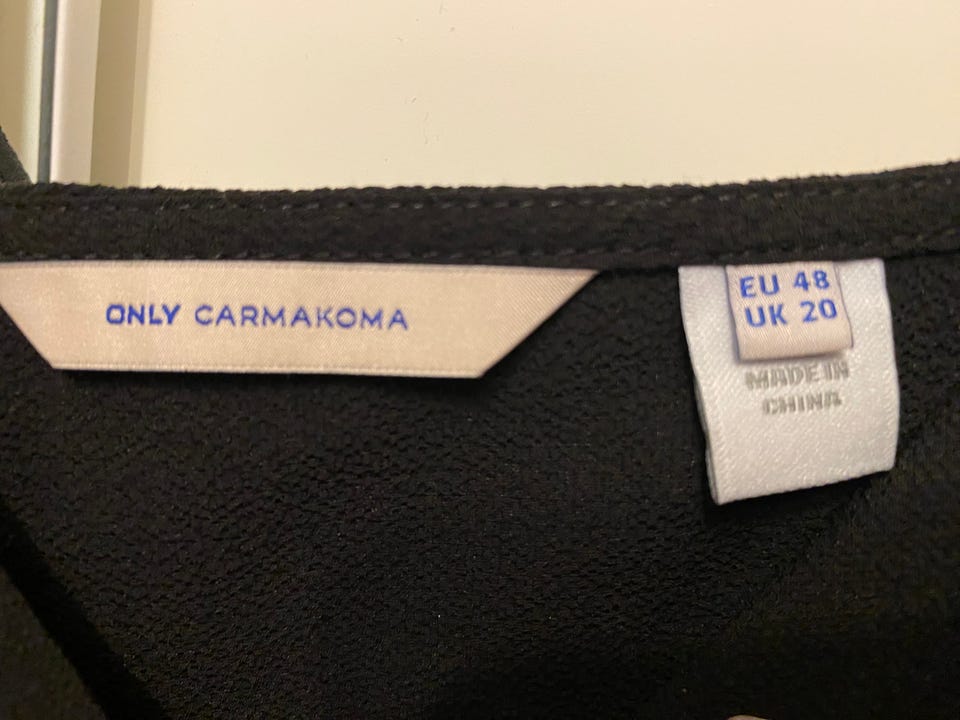 ONLY CARMAKOMA
EU 48
UK 20
MADE IN
CHINA